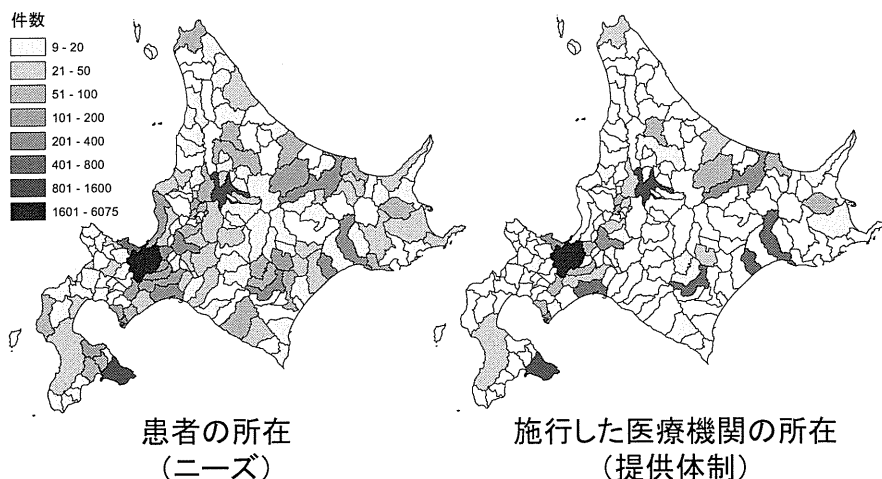 件数
9 - 20
21 - 50
51 - 100
101 - 200
201 - 400
401 - 800
801 - 1600
1601 - 6075
患者の所在
(ニーズ)
施行した医療機関の所在
(提供体制)